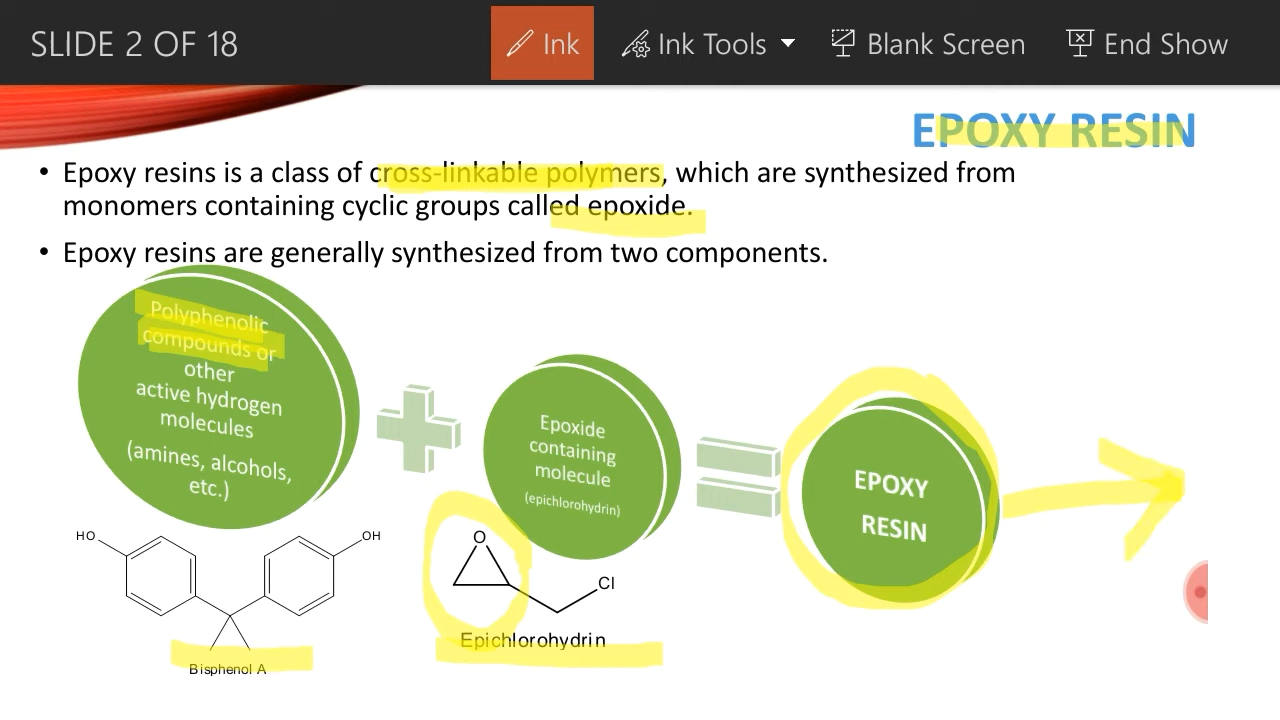 SLIDE 2 OF 18
Ink
Ink Tools
Blank Screen
End Show
EPOXY RESIN
• Epoxy resins is a class of cross-linkable polymers, which are synthesized from
monomers containing cyclic groups called epoxide.
• Epoxy resins are generally synthesized from two components.
Polyphenolic
compounds or
other
active hydrogen
molecules
(amines, alcohols,
etc.)
Epoxide
containing
molecule
(epichlorohydrin)
EPOXY
RESIN
HO
OH
Bisphenol A
O
Cl
Epichlorohydrin